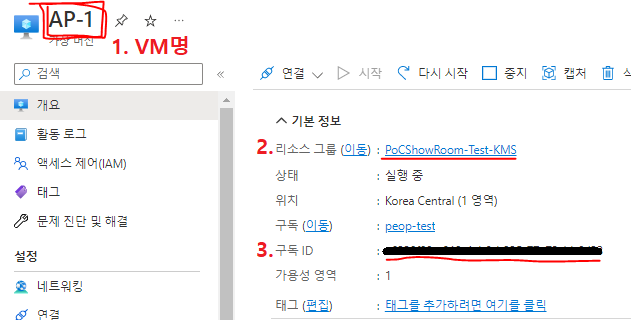 AP-1
가상 머신
1. VM명
검색
«
개요
활동 로그
액세스 제어(IAM)
태그
문제 진단 및 해결
설정
네트워킹
연결
연결
시작
다시 시작
중지
캡처
기본 정보
2. 리소스 그룹 (이동) : PoCShowRoom-Test-KMS
상태 : 실행 중
위치 : Korea Central (1 영역)
구독 (이동) : peop-test
3. 구독 ID :
가용성 영역 : 1
태그 (편집) : 태그를 추가하려면 여기를 클릭